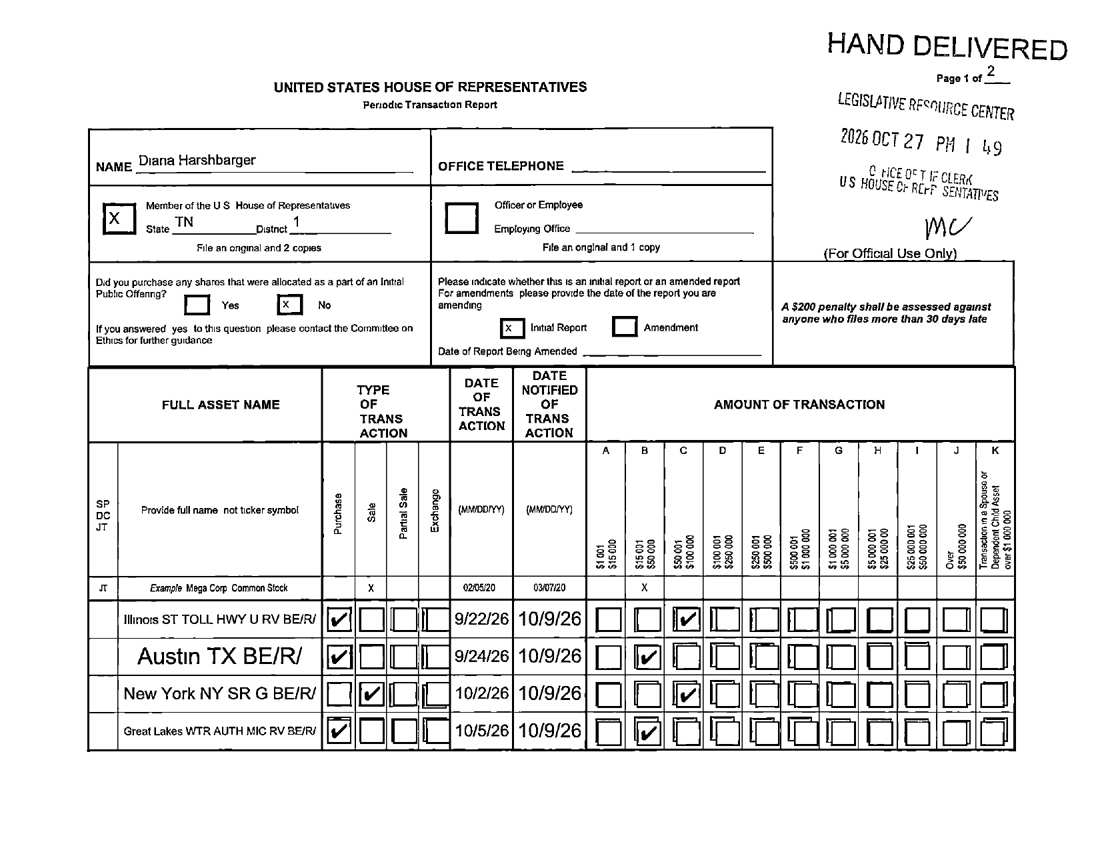 HAND DELIVERED
Page 1 of 2
UNITED STATES HOUSE OF REPRESENTATIVES
Periodic Transaction Report
LEGISLATIVE RESOURCE CENTER
2026 OCT 27 PM 1 49
OFFICE OF THE CLERK
U S HOUSE OF REPRESENTATIVES
MC
(For Official Use Only)
NAME Diana Harshbarger
OFFICE TELEPHONE
X Member of the U S House of Representatives
State TN District 1
File an original and 2 copies
Officer or Employee
Employing Office
File an original and 1 copy
Did you purchase any shares that were allocated as a part of an Initial
Public Offering? Yes X No
If you answered yes to this question please contact the Committee on
Ethics for further guidance
Please indicate whether this is an initial report or an amended report
For amendments please provide the date of the report you are
amending
X Initial Report Amendment
Date of Report Being Amended
A $200 penalty shall be assessed against
anyone who files more than 30 days late
FULL ASSET NAME
TYPE
OF
TRANS
ACTION
DATE
OF
TRANS
ACTION
DATE
NOTIFIED
OF
TRANS
ACTION
AMOUNT OF TRANSACTION
SP
DC
JT
Provide full name not ticker symbol
Purchase
Sale
Partial Sale
Exchange
(MM/DD/YY)
(MM/DD/YY)
A B C D E F G H I J K
$1 001
$15 000
$15 001
$50 000
$50 001
$100 000
$100 001
$250 000
$250 001
$500 000
$500 001
$1 000 000
$1 000 001
$5 000 000
$5 000 001
$25 000 00
$25 000 001
$50 000 000
Over
$50 000 000
Transaction in a Spouse or
Dependent Child Asset
over $1 000 000
JT Example Mega Corp Common Stock X 02/05/20 03/07/20 X
Illinois ST TOLL HWY U RV BE/R/ ✔ 9/22/26 10/9/26 ✔
Austin TX BE/R/ ✔ 9/24/26 10/9/26 ✔
New York NY SR G BE/R/ ✔ 10/2/26 10/9/26 ✔
Great Lakes WTR AUTH MIC RV BE/R/ ✔ 10/5/26 10/9/26 ✔